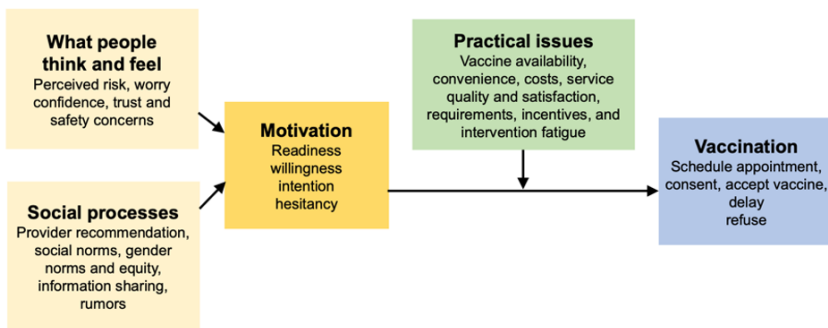 What people
think and feel
Perceived risk, worry
confidence, trust and
safety concerns
Social processes
Provider recommendation,
social norms, gender
norms and equity,
information sharing,
rumors
Motivation
Readiness
willingness
intention
hesitancy
Practical issues
Vaccine availability,
convenience, costs, service
quality and satisfaction,
requirements, incentives, and
intervention fatigue
Vaccination
Schedule appointment,
consent, accept vaccine,
delay
refuse